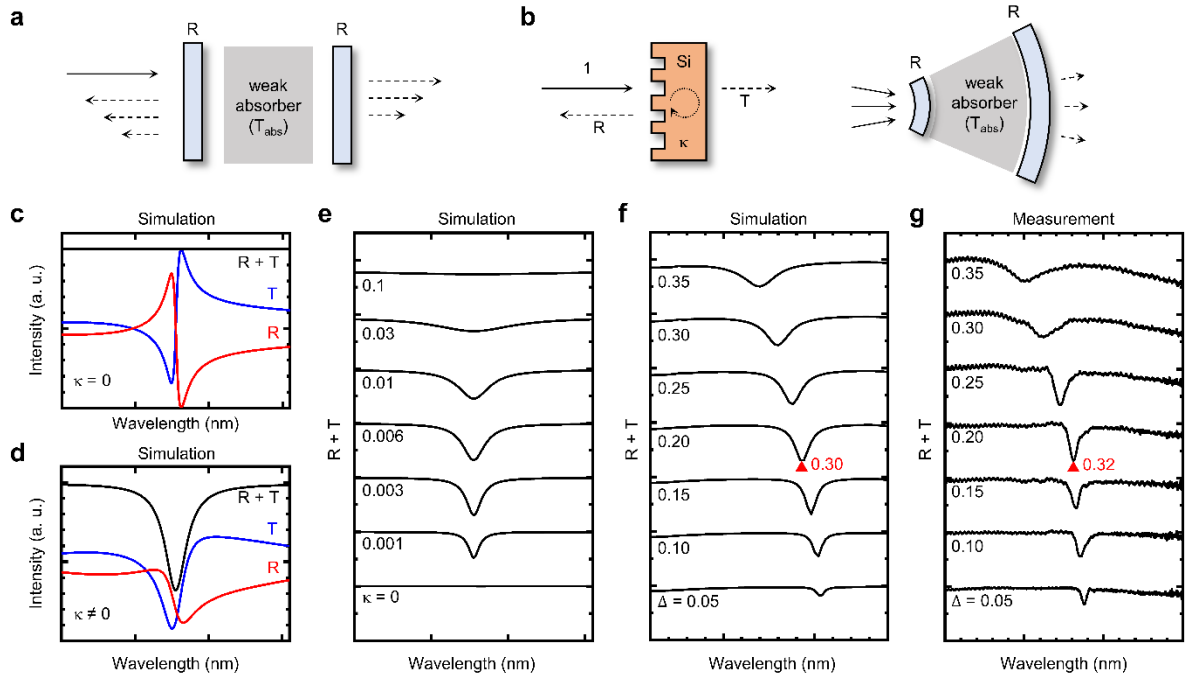 a
R
R
weak
absorber
(Tabs)
b
1
R
Si
κ
T
R
R
weak
absorber
(Tabs)
c
Simulation
Intensity (a. u.)
R + T
T
R
κ = 0
Wavelength (nm)
d
Simulation
Intensity (a. u.)
R + T
T
R
κ ≠ 0
Wavelength (nm)
e
Simulation
R + T
0.1
0.03
0.01
0.006
0.003
0.001
κ = 0
Wavelength (nm)
f
Simulation
R + T
0.35
0.30
0.25
0.20
0.30
0.15
0.10
Δ = 0.05
Wavelength (nm)
g
Measurement
R + T
0.35
0.30
0.25
0.20
0.32
0.15
0.10
Δ = 0.05
Wavelength (nm)